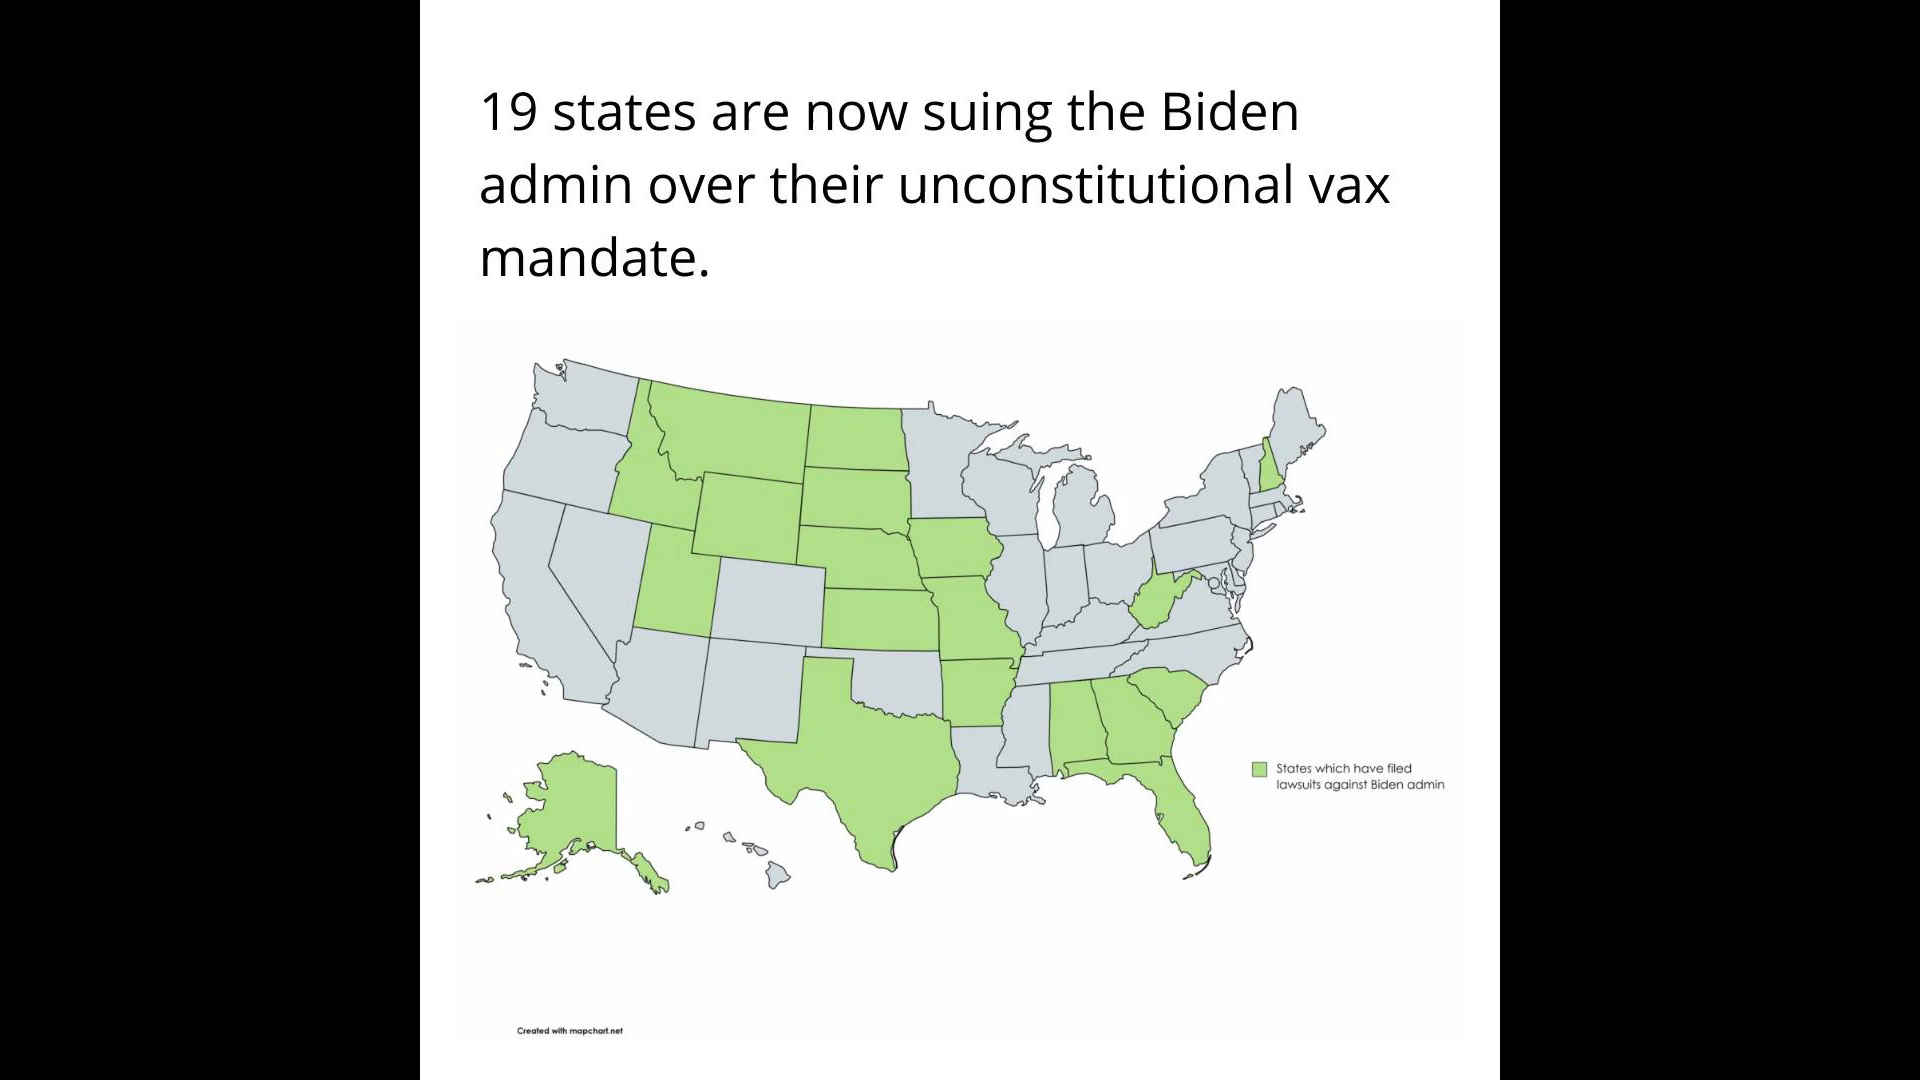 19 states are now suing the Biden
admin over their unconstitutional vax
mandate.
States which have filed
lawsuits against Biden admin
Created with mapchart.net